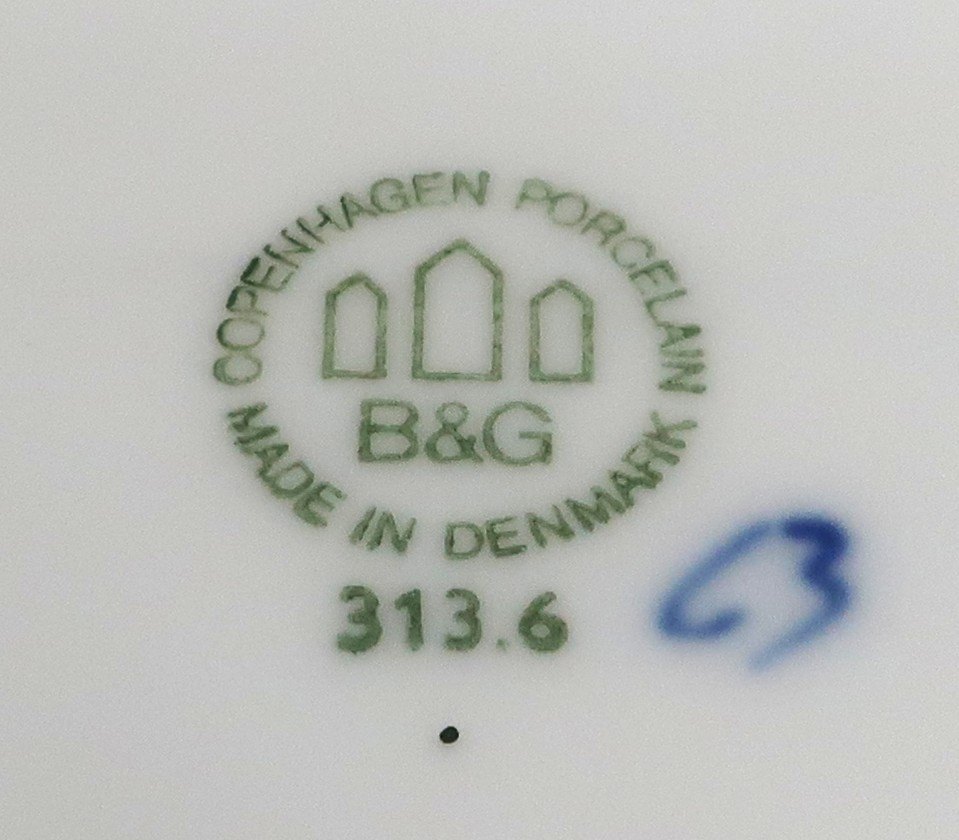 COPENHAGEN PORCELAIN
B&G
MADE IN DENMARK
313.6